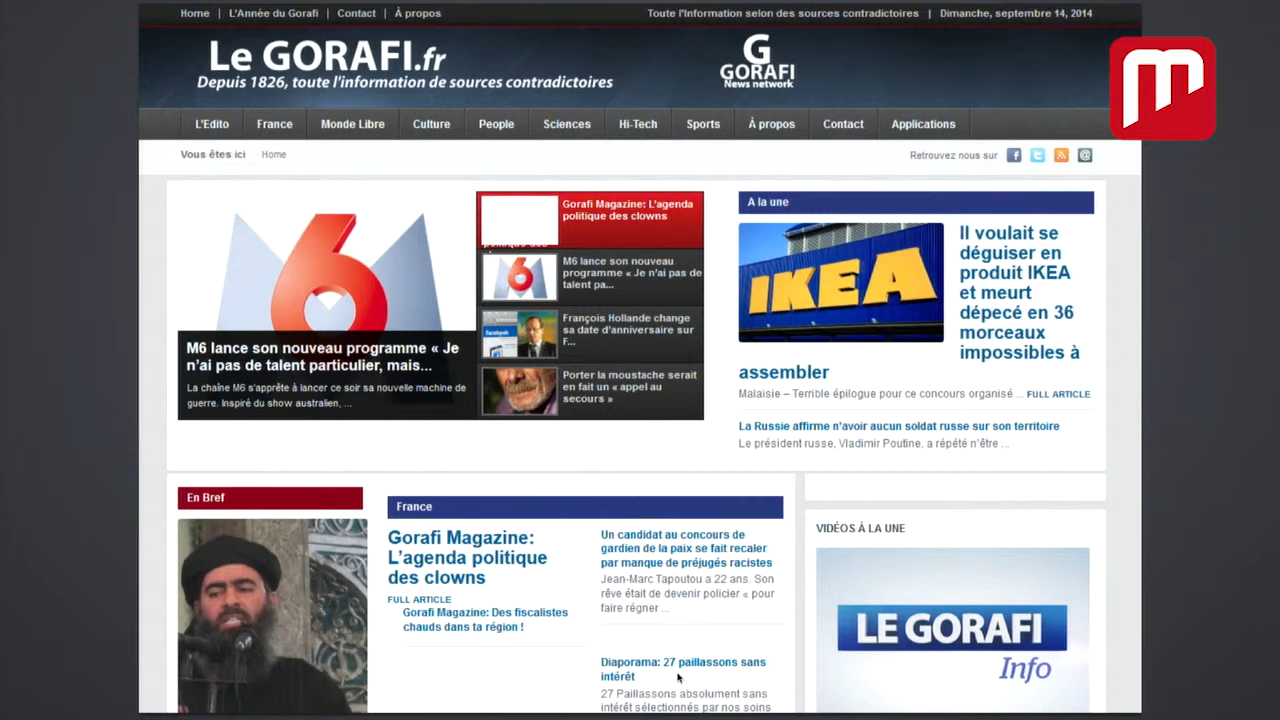 Home | L'Année du Gorafi | Contact | À propos
Toute l'Information selon des sources contradictoires | Dimanche, septembre 14, 2014
Le GORAFI.fr
Depuis 1826, toute l'information de sources contradictoires
G
GORAFI
News network
L'Edito
France
Monde Libre
Culture
People
Sciences
Hi-Tech
Sports
À propos
Contact
Applications
Vous êtes ici
Home
Retrouvez nous sur
M6 lance son nouveau programme « Je
n'ai pas de talent particulier, mais...
La chaîne M6 s'apprête à lancer ce soir sa nouvelle machine de
guerre. Inspiré du show australien, ...
Gorafi Magazine: L'agenda
politique des clowns
M6 lance son nouveau
programme « Je n'ai pas de
talent pa...
François Hollande change
sa date d'anniversaire sur
F...
Porter la moustache serait
en fait un « appel au
secours »
A la une
IKEA
Il voulait se
déguiser en
produit IKEA
et meurt
dépecé en 36
morceaux
impossibles à
assembler
Malaisie – Terrible épilogue pour ce concours organisé ... FULL ARTICLE
La Russie affirme n'avoir aucun soldat russe sur son territoire
Le président russe, Vladimir Poutine, a répété n'être ...
En Bref
France
Gorafi Magazine:
L'agenda politique
des clowns
FULL ARTICLE
Gorafi Magazine: Des fiscalistes
chauds dans ta région !
Un candidat au concours de
gardien de la paix se fait recaler
par manque de préjugés racistes
Jean-Marc Tapoutou a 22 ans. Son
rêve était de devenir policier « pour
faire régner ...
Diaporama: 27 paillassons sans
intérêt
27 Paillassons absolument sans
intérêt sélectionnés par nos soins
VIDÉOS À LA UNE
LE GORAFI
Info